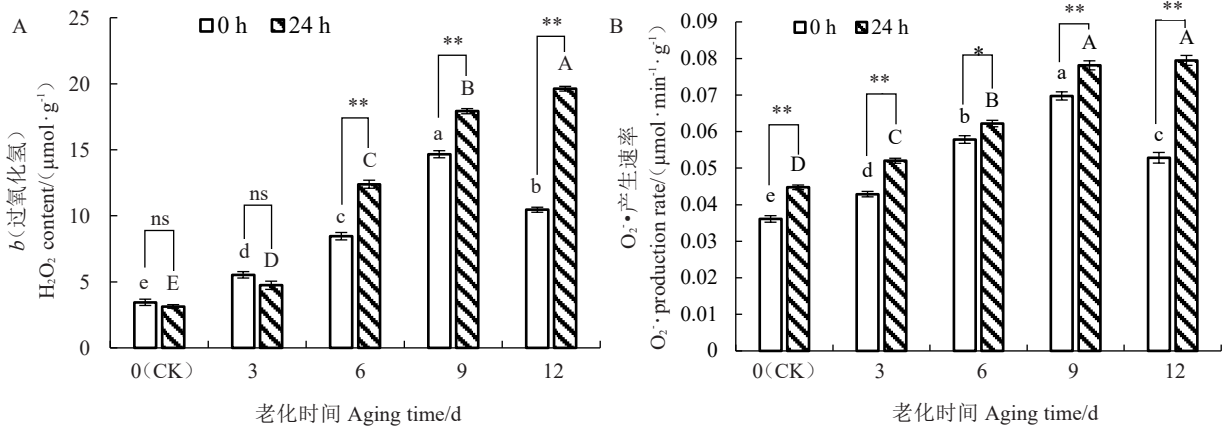 A
b(过氧化氢)
H₂O₂ content/(μmol·g⁻¹)
25
20
15
10
5
0
0 h
24 h
ns
e
E
ns
d
D
**
c
C
**
a
B
**
b
A
0(CK)
3
6
9
12
老化时间 Aging time/d
B
O₂⁻·产生速率
O₂⁻·production rate/(μmol·min⁻¹·g⁻¹)
0.09
0.08
0.07
0.06
0.05
0.04
0.03
0.02
0.01
0
0 h
24 h
**
e
D
**
d
C
*
b
B
**
a
A
**
c
A
0(CK)
3
6
9
12
老化时间 Aging time/d